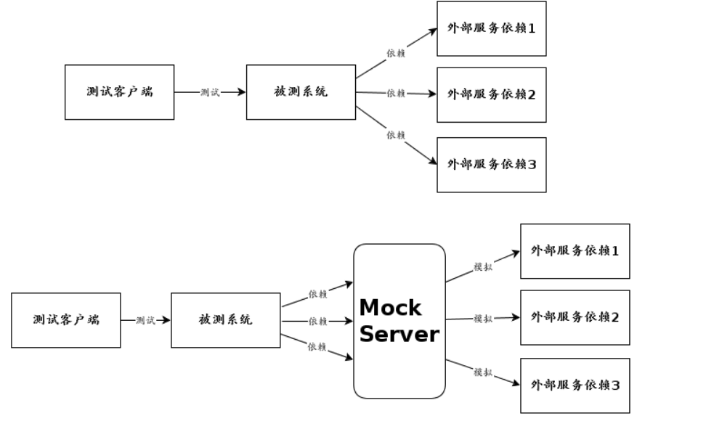 外部服务依赖1
依赖
测试客户端
测试
被测系统
依赖
外部服务依赖2
依赖
外部服务依赖3
外部服务依赖1
模拟
依赖
测试客户端
测试
被测系统
依赖
Mock
Server
模拟
外部服务依赖2
依赖
模拟
外部服务依赖3